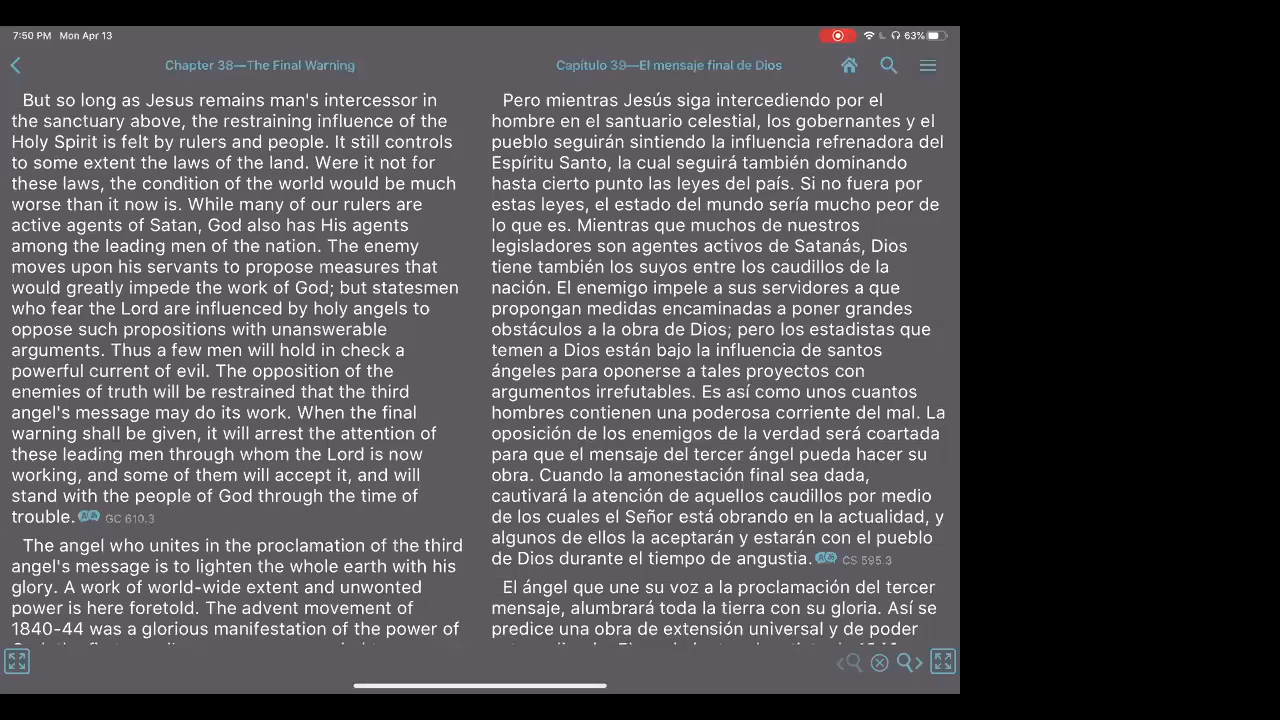 7:50 PM Mon Apr 13
63%
Chapter 38—The Final Warning
But so long as Jesus remains man's intercessor in
the sanctuary above, the restraining influence of the
Holy Spirit is felt by rulers and people. It still controls
to some extent the laws of the land. Were it not for
these laws, the condition of the world would be much
worse than it now is. While many of our rulers are
active agents of Satan, God also has His agents
among the leading men of the nation. The enemy
moves upon his servants to propose measures that
would greatly impede the work of God; but statesmen
who fear the Lord are influenced by holy angels to
oppose such propositions with unanswerable
arguments. Thus a few men will hold in check a
powerful current of evil. The opposition of the
enemies of truth will be restrained that the third
angel's message may do its work. When the final
warning shall be given, it will arrest the attention of
these leading men through whom the Lord is now
working, and some of them will accept it, and will
stand with the people of God through the time of
trouble. GC 610.3
The angel who unites in the proclamation of the third
angel's message is to lighten the whole earth with his
glory. A work of world-wide extent and unwonted
power is here foretold. The advent movement of
1840-44 was a glorious manifestation of the power of
Capítulo 39—El mensaje final de Dios
Pero mientras Jesús siga intercediendo por el
hombre en el santuario celestial, los gobernantes y el
pueblo seguirán sintiendo la influencia refrenadora del
Espíritu Santo, la cual seguirá también dominando
hasta cierto punto las leyes del país. Si no fuera por
estas leyes, el estado del mundo sería mucho peor de
lo que es. Mientras que muchos de nuestros
legisladores son agentes activos de Satanás, Dios
tiene también los suyos entre los caudillos de la
nación. El enemigo impele a sus servidores a que
propongan medidas encaminadas a poner grandes
obstáculos a la obra de Dios; pero los estadistas que
temen a Dios están bajo la influencia de santos
ángeles para oponerse a tales proyectos con
argumentos irrefutables. Es así como unos cuantos
hombres contienen una poderosa corriente del mal. La
oposición de los enemigos de la verdad será coartada
para que el mensaje del tercer ángel pueda hacer su
obra. Cuando la amonestación final sea dada,
cautivará la atención de aquellos caudillos por medio
de los cuales el Señor está obrando en la actualidad, y
algunos de ellos la aceptarán y estarán con el pueblo
de Dios durante el tiempo de angustia. CS 595.3
El ángel que une su voz a la proclamación del tercer
mensaje, alumbrará toda la tierra con su gloria. Así se
predice una obra de extensión universal y de poder